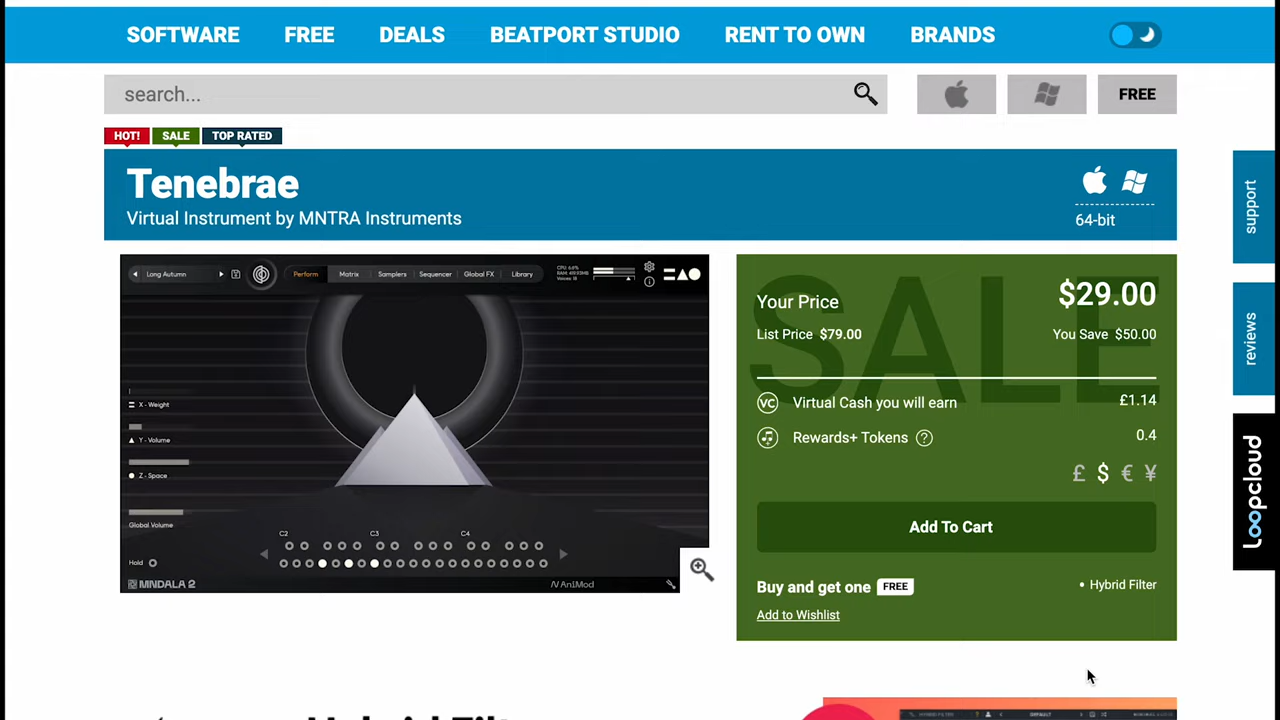 SOFTWARE FREE DEALS BEATPORT STUDIO RENT TO OWN BRANDS
search... FREE
HOT! SALE TOP RATED
Tenebrae
Virtual Instrument by MNTRA Instruments
64-bit
support
reviews
loopcloud
Long Autumn Perform Matrix Samplers Sequencer Global FX Library
X - Weight
Y - Volume
Z - Space
Global Volume
C2 C3 C4
Hold
MNDALA 2 An1Mod
SALE
Your Price $29.00
List Price $79.00 You Save $50.00
VC Virtual Cash you will earn £1.14
Rewards+ Tokens ? 0.4
£ $ € ¥
Add To Cart
Buy and get one FREE • Hybrid Filter
Add to Wishlist
DEFAULT